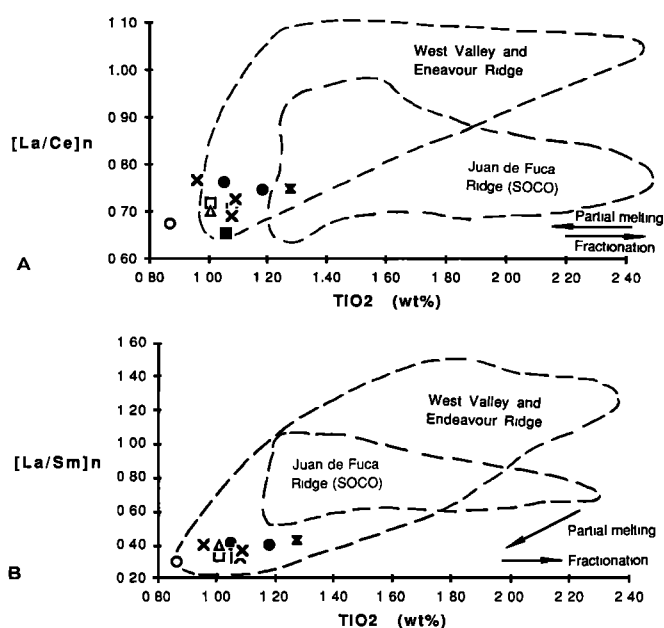 1.10
West Valley and
Eneavour Ridge
1.00
[La/Ce]n
0.90
0.80
Juan de Fuca
Ridge (SOCO)
0.70
Partial melting
0 60
Fractionation
A
0 80 1 00 1 20 1.40 1.60 1 80 2 00 2 20 2 40 2 60
TIO2 (wt%)
1 60
1 40
West Valley and
Endeavour Ridge
1 20
[La/Sm]n
1 00
Juan de Fuca
Ridge (SOCO)
0.80
0.60
Partial melting
0 40
Fractionation
B
0 20
0 80 1 00 1 20 1 40 1 60 1 80 2 00 2 20 2 40 2 60
TIO2 (wt%)